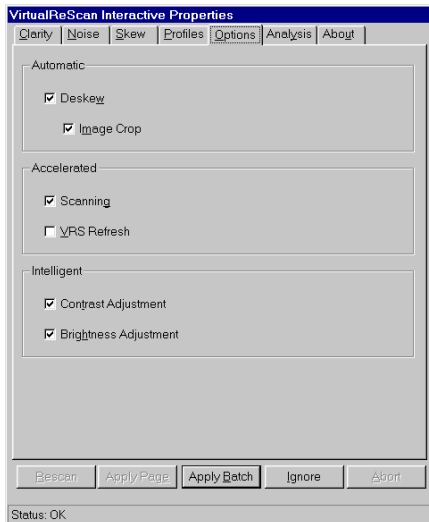 VirtualReScan Interactive Properties
Clarity Noise Skew Profiles Options Analysis About
Automatic
Deskew
Image Crop
Accelerated
Scanning
VRS Refresh
Intelligent
Contrast Adjustment
Brightness Adjustment
Rescan Apply Page Apply Batch Ignore Abort
Status: OK